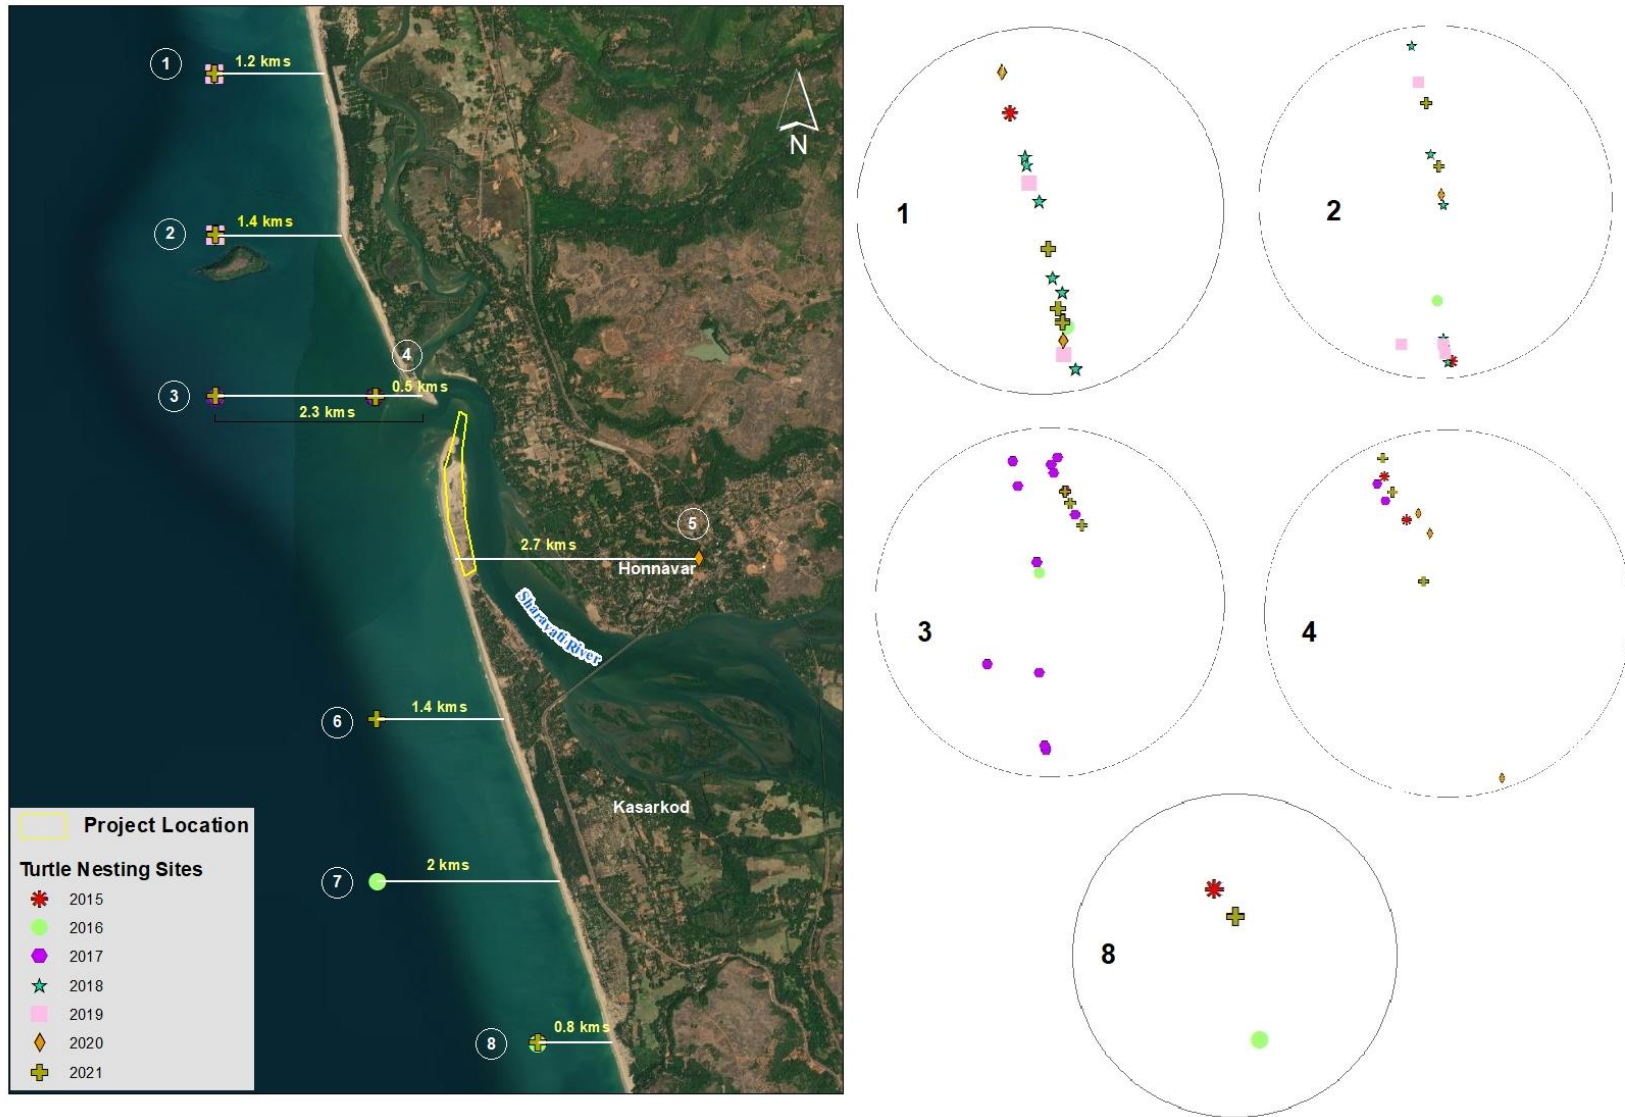 1
1.2 kms
N
2
1.4 kms
4
3
0.5 kms
2.3 kms
5
2.7 kms
Honnavar
Sharavati River
6
1.4 kms
Kasarkod
7
2 kms
8
0.8 kms
Project Location
Turtle Nesting Sites
2015
2016
2017
2018
2019
2020
2021
1
2
3
4
8